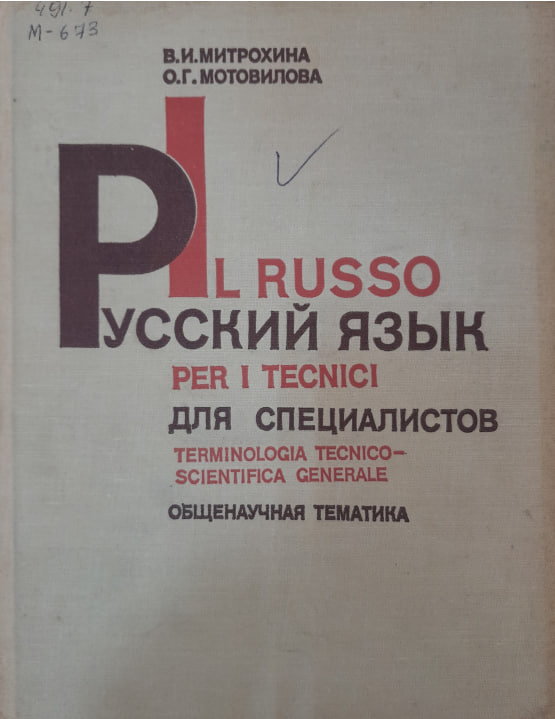 491.7
М-673
В.И.МИТРОХИНА
О.Г.МОТОВИЛОВА
IL RUSSO
РУССКИЙ ЯЗЫК
PER I TECNICI
ДЛЯ СПЕЦИАЛИСТОВ
TERMINOLOGIA TECNICO–
SCIENTIFICA GENERALE
ОБЩЕНАУЧНАЯ ТЕМАТИКА